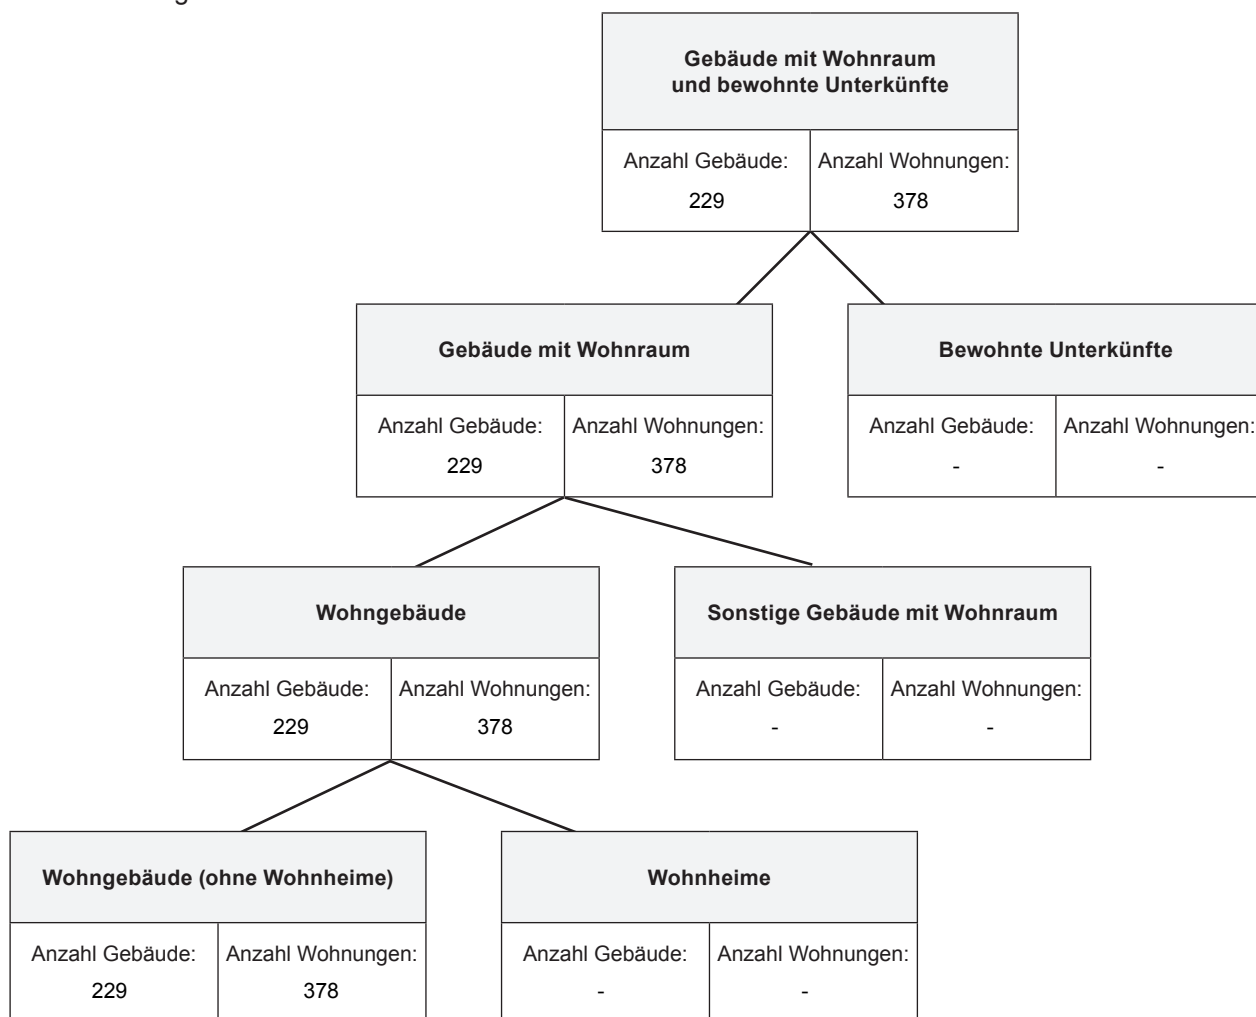 Gebäude mit Wohnraum
und bewohnte Unterkünfte
Anzahl Gebäude: Anzahl Wohnungen:
229 378
Gebäude mit Wohnraum
Bewohnte Unterkünfte
Anzahl Gebäude: Anzahl Wohnungen:
229 378
Anzahl Gebäude: Anzahl Wohnungen:
- -
Wohngebäude
Sonstige Gebäude mit Wohnraum
Anzahl Gebäude: Anzahl Wohnungen:
229 378
Anzahl Gebäude: Anzahl Wohnungen:
- -
Wohngebäude (ohne Wohnheime)
Wohnheime
Anzahl Gebäude: Anzahl Wohnungen:
229 378
Anzahl Gebäude: Anzahl Wohnungen:
- -